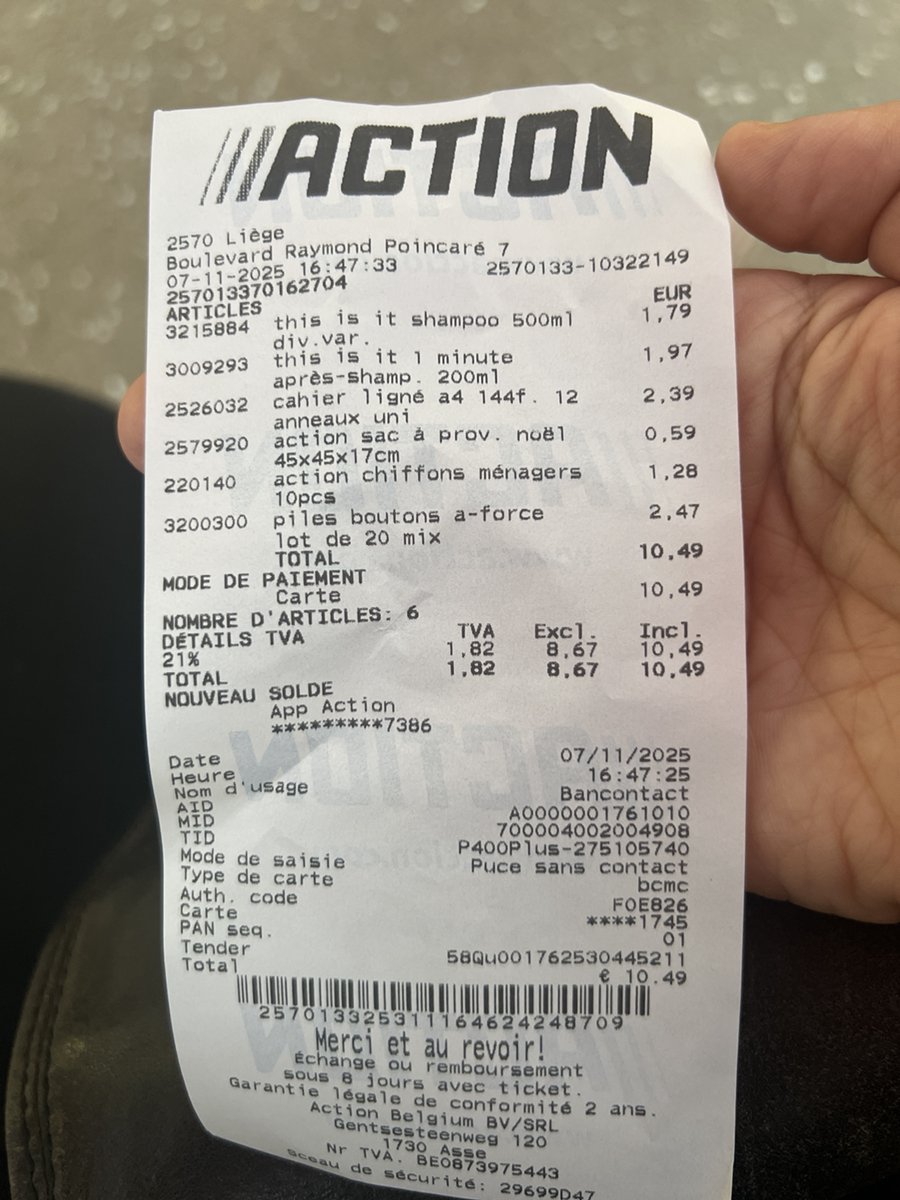 ///ACTION
2570 Liège
Boulevard Raymond Poincaré 7
07-11-2025 16:47:33 2570133-10322149
257013370162704
ARTICLES EUR
3215884 this is it shampoo 500ml 1,79
div.var.
3009293 this is it 1 minute 1,97
après-shamp. 200ml
2526032 cahier ligné a4 144f. 12 2,39
anneaux uni
2579920 action sac à prov. noël 0,59
45x45x17cm
220140 action chiffons ménagers 1,28
10pcs
3200300 piles boutons a-force 2,47
lot de 20 mix
TOTAL 10,49
MODE DE PAIEMENT
Carte 10,49
NOMBRE D'ARTICLES: 6
DÉTAILS TVA TVA Excl. Incl.
21% 1,82 8,67 10,49
TOTAL 1,82 8,67 10,49
NOUVEAU SOLDE
App Action
*********7386
Date 07/11/2025
Heure 16:47:25
Nom d'usage Bancontact
AID A0000001761010
MID 700004002004908
TID P400Plus-275105740
Mode de saisie Puce sans contact
Type de carte bcmc
Auth. code F0E826
Carte ****1745
PAN seq. 01
Tender 58Qu001762530445211
Total € 10.49
257013325311164624248709
Merci et au revoir!
Échange ou remboursement
sous 8 jours avec ticket.
Garantie légale de conformité 2 ans.
Action Belgium BV/SRL
Gentsesteenweg 120
1730 Asse
Nr TVA. BE0873975443
sceau de sécurité: 29699D47